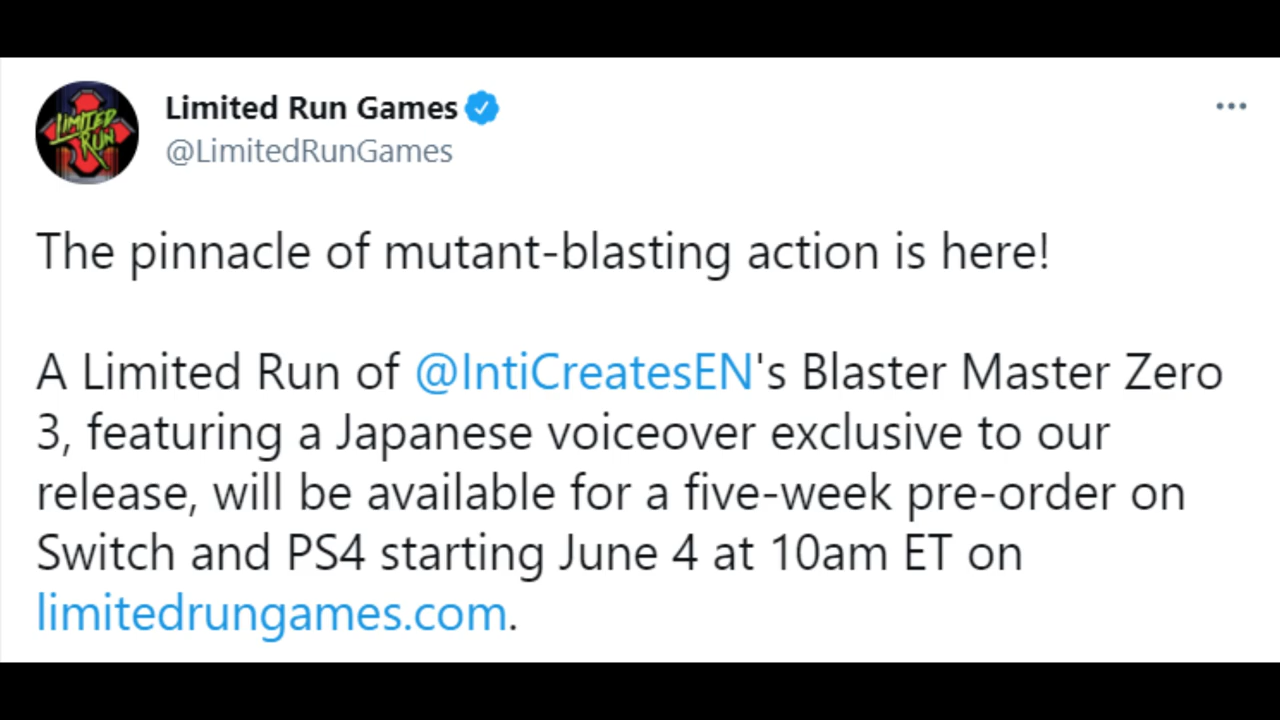 LIMITED
RUN
Limited Run Games
@LimitedRunGames
The pinnacle of mutant-blasting action is here!
A Limited Run of @IntiCreatesEN's Blaster Master Zero
3, featuring a Japanese voiceover exclusive to our
release, will be available for a five-week pre-order on
Switch and PS4 starting June 4 at 10am ET on
limitedrungames.com.